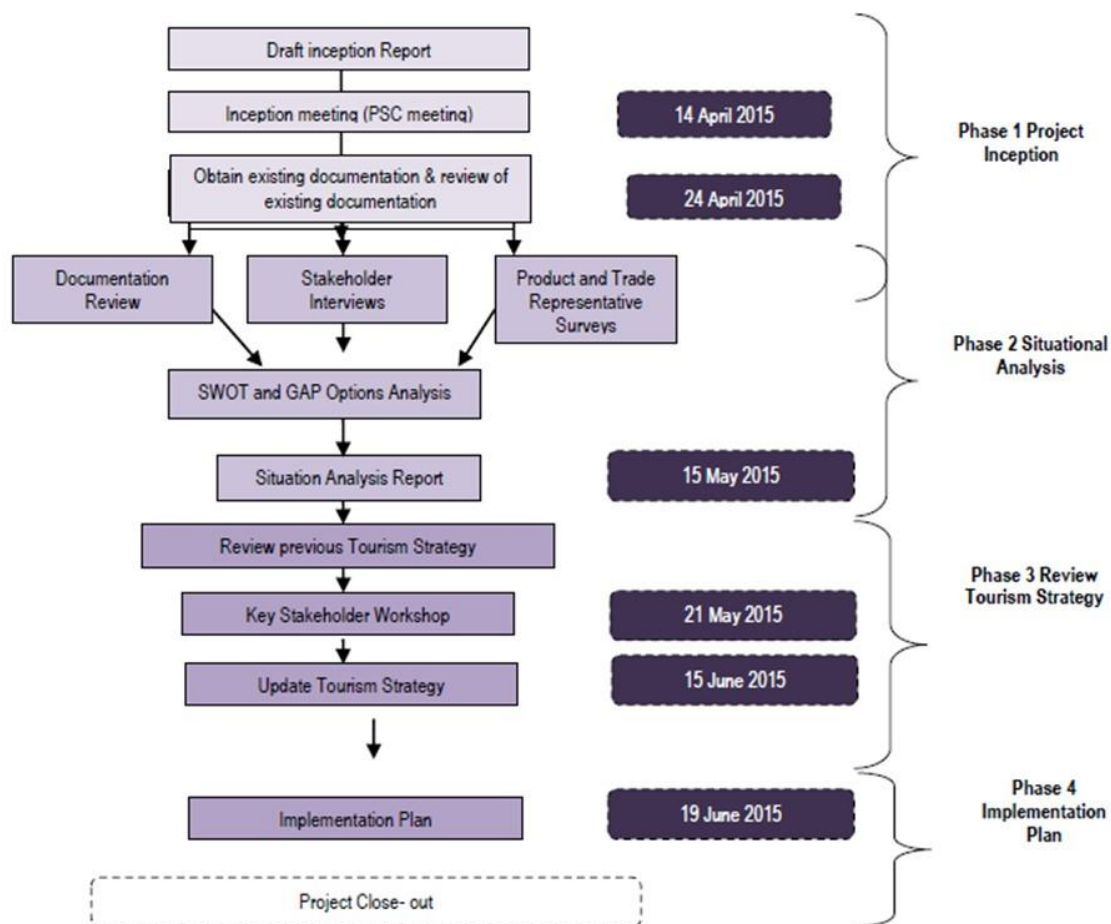 Draft inception Report
Inception meeting (PSC meeting)
14 April 2015
Phase 1 Project
Inception
Obtain existing documentation & review of
existing documentation
24 April 2015
Documentation
Review
Stakeholder
Interviews
Product and Trade
Representative
Surveys
Phase 2 Situational
Analysis
SWOT and GAP Options Analysis
Situation Analysis Report
15 May 2015
Review previous Tourism Strategy
Phase 3 Review
Tourism Strategy
Key Stakeholder Workshop
21 May 2015
Update Tourism Strategy
15 June 2015
Phase 4
Implementation
Plan
Implementation Plan
19 June 2015
Project Close- out